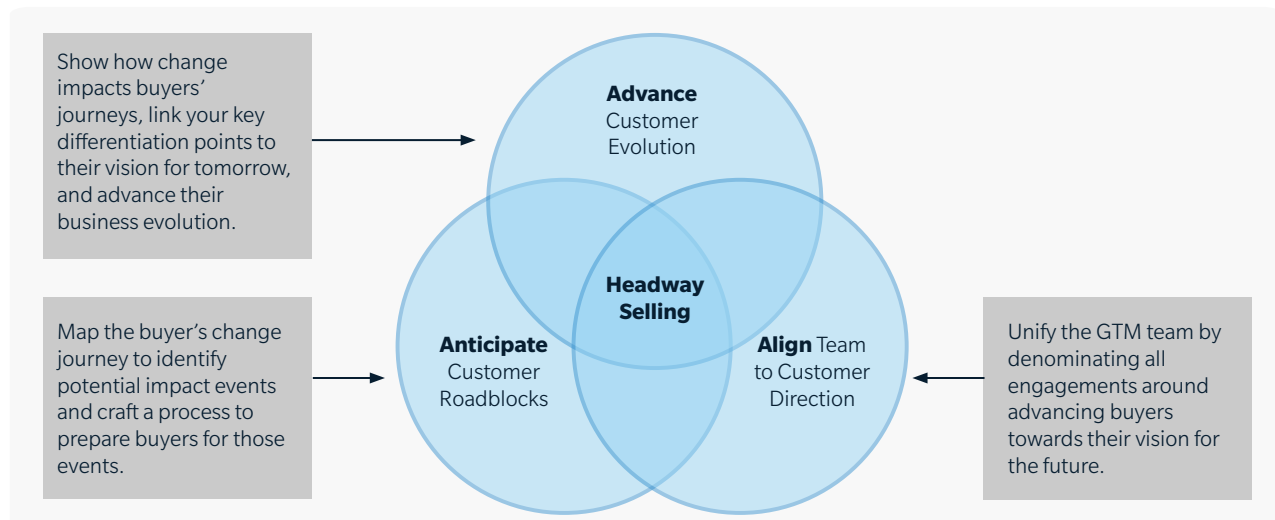 Show how change
impacts buyers’
journeys, link your key
differentiation points to
their vision for tomorrow,
and advance their
business evolution.
Advance
Customer
Evolution
Headway
Selling
Map the buyer’s change
journey to identify
potential impact events
and craft a process to
prepare buyers for those
events.
Anticipate
Customer
Roadblocks
Align Team
to Customer
Direction
Unify the GTM team by
denominating all
engagements around
advancing buyers
towards their vision for
the future.